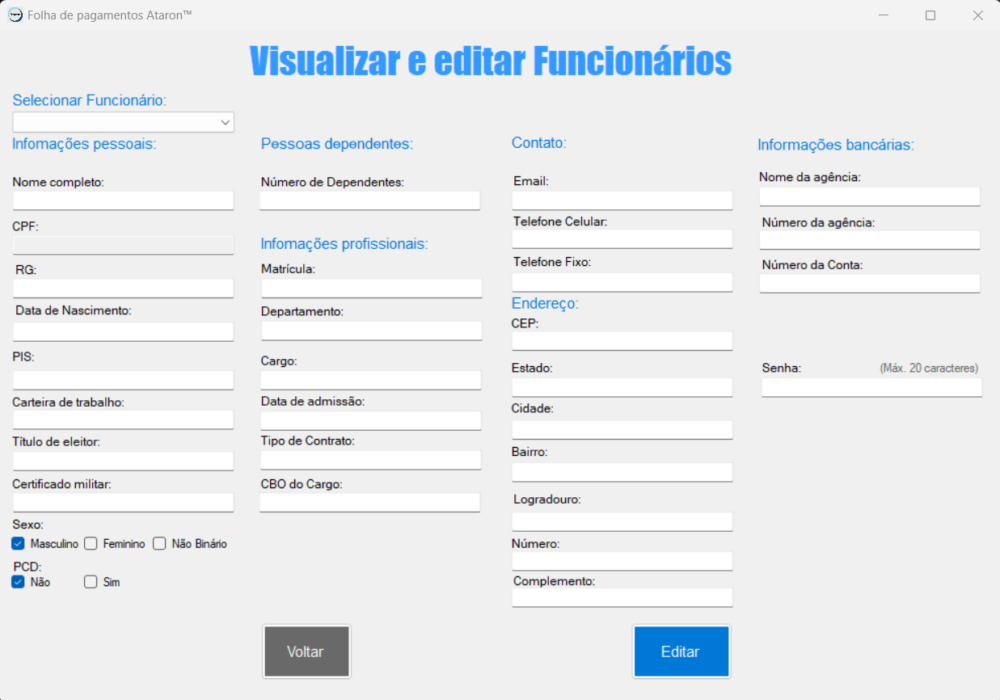 Folha de pagamentos Ataron™
Visualizar e editar Funcionários
Selecionar Funcionário:
Infomações pessoais:
Nome completo:
CPF:
RG:
Data de Nascimento:
PIS:
Carteira de trabalho:
Título de eleitor:
Certificado militar:
Sexo:
Masculino Feminino Não Binário
PCD:
Não Sim
Pessoas dependentes:
Número de Dependentes:
Infomações profissionais:
Matrícula:
Departamento:
Cargo:
Data de admissão:
Tipo de Contrato:
CBO do Cargo:
Contato:
Email:
Telefone Celular:
Telefone Fixo:
Endereço:
CEP:
Estado:
Cidade:
Bairro:
Logradouro:
Número:
Complemento:
Informações bancárias:
Nome da agência:
Número da agência:
Número da Conta:
Senha: (Máx. 20 caracteres)
Voltar
Editar